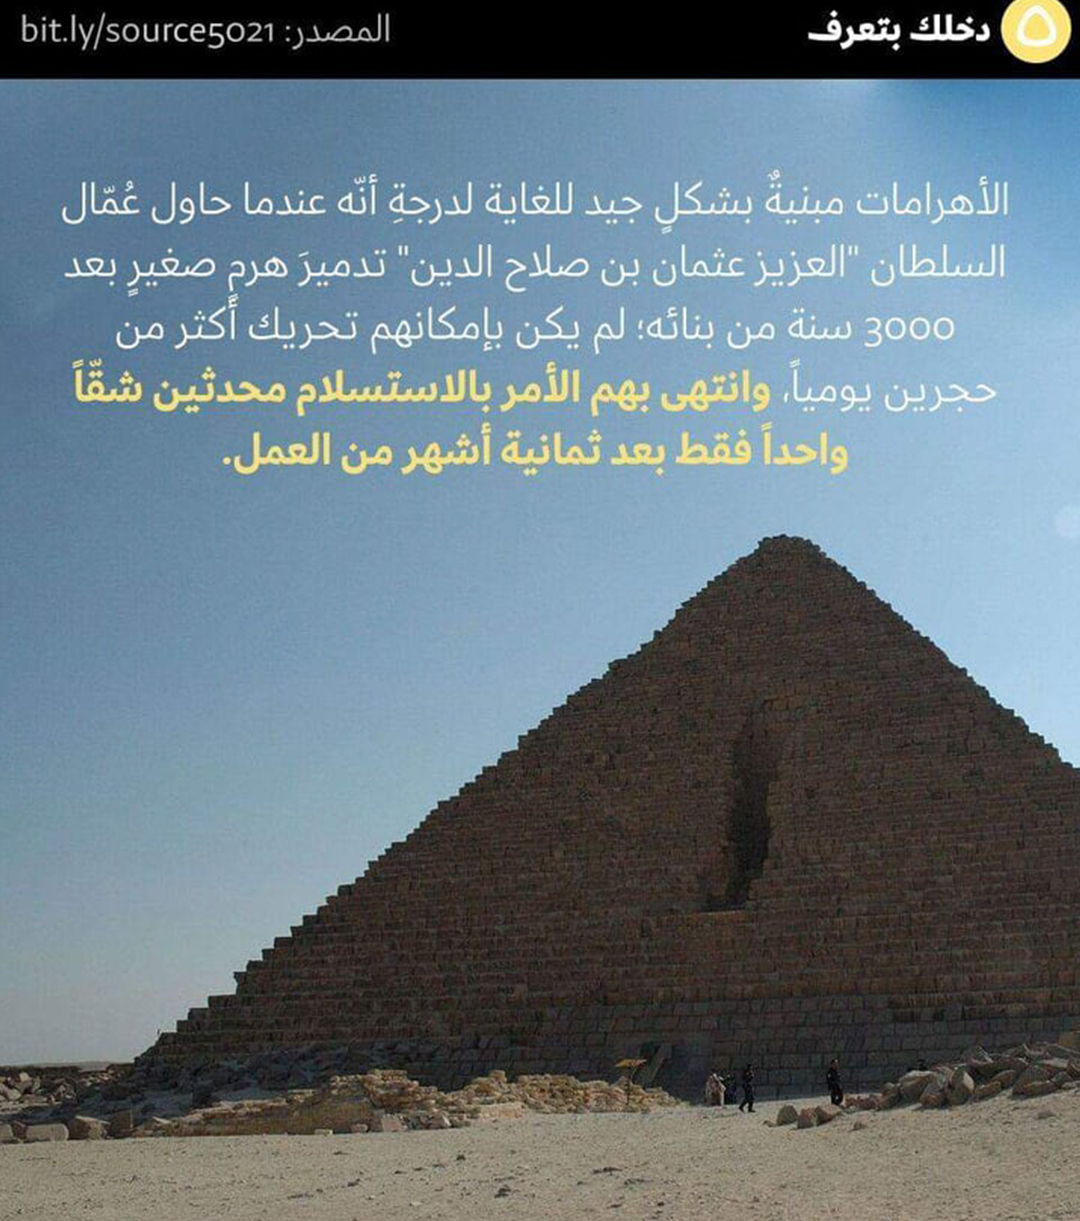 دخلك بتعرف
المصدر: bit.ly/source5021
الأهرامات مبنيةٌ بشكلٍ جيد للغاية لدرجةِ أنّه عندما حاول عُمّال
السلطان "العزيز عثمان بن صلاح الدين" تدميرَ هرمٍ صغيرٍ بعد
3000 سنة من بنائه؛ لم يكن بإمكانهم تحريك أكثر من
حجرين يومياً، وانتهى بهم الأمر بالاستسلام محدثين شقّاً
واحداً فقط بعد ثمانية أشهر من العمل.